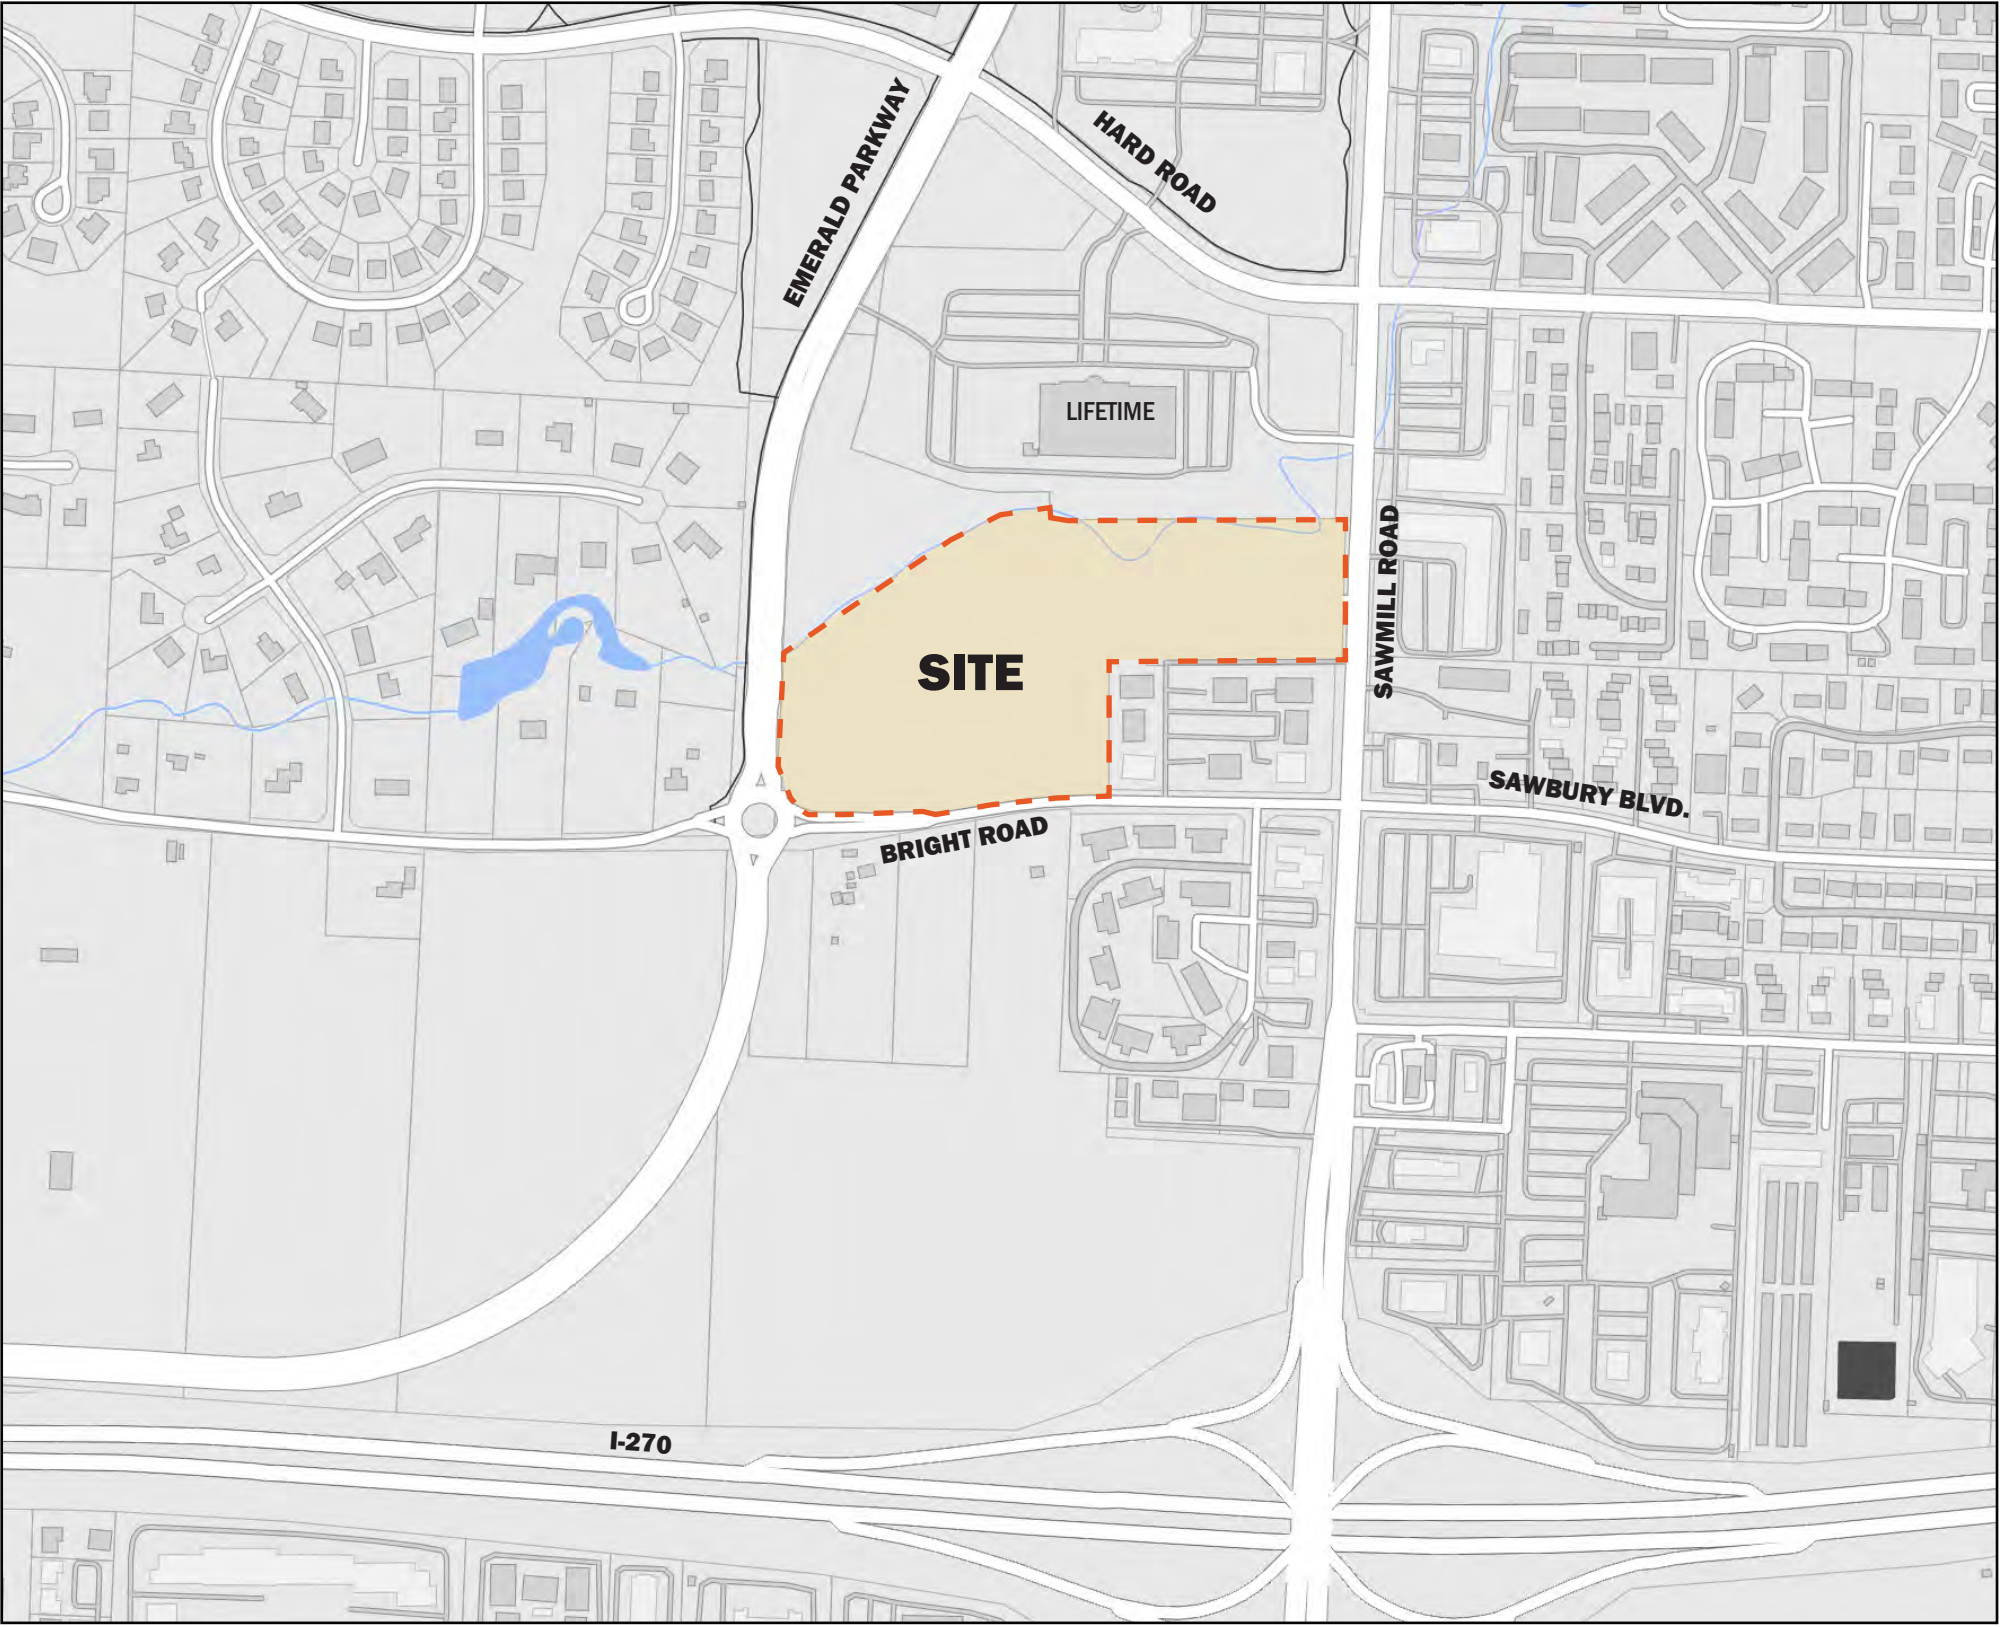 EMERALD PARKWAY
HARD ROAD
LIFETIME
SAWMILL ROAD
SITE
SAWBURY BLVD.
BRIGHT ROAD
I-270